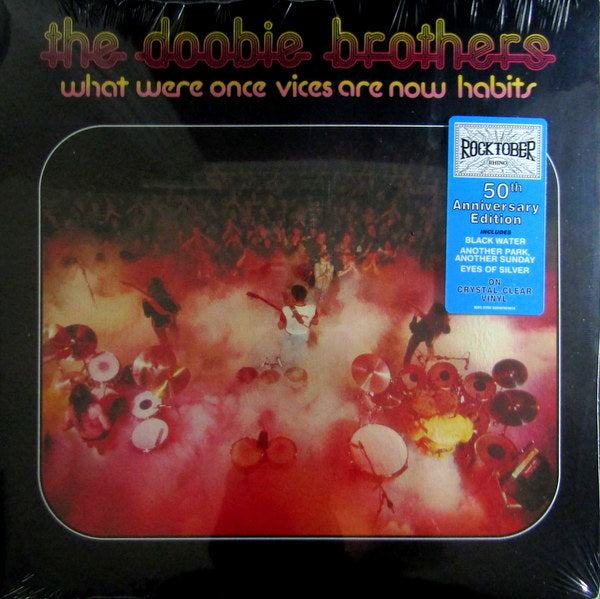 the doobie brothers
what were once vices are now habits
ROCKTOBER
RHINO
50th
Anniversary
Edition
INCLUDES
BLACK WATER
ANOTHER PARK,
ANOTHER SUNDAY
EYES OF SILVER
ON
CRYSTAL-CLEAR
VINYL